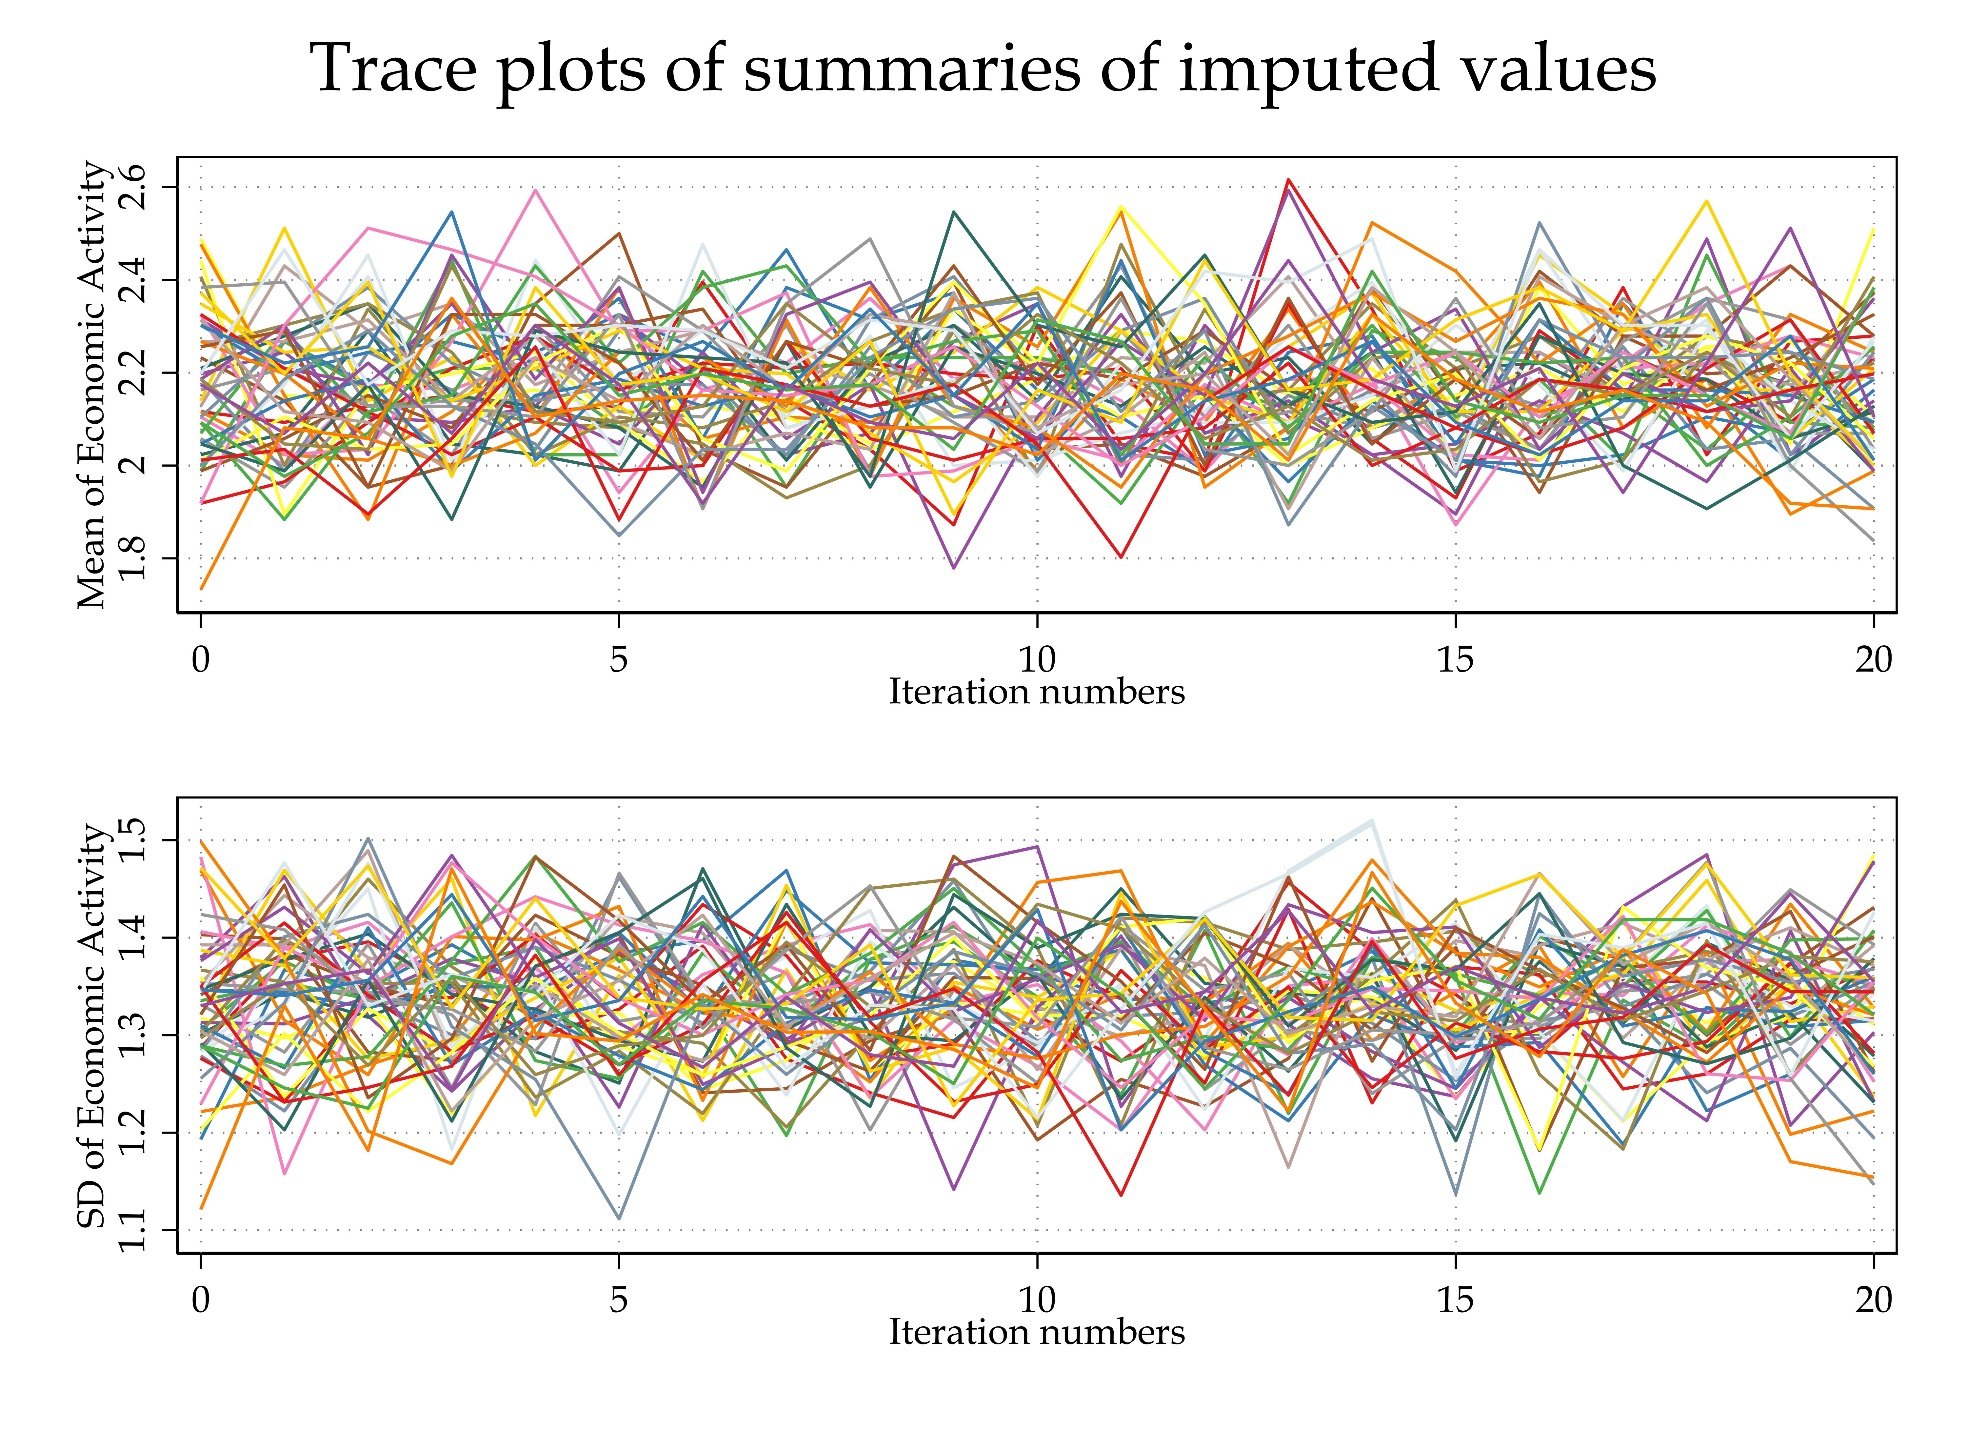 Trace plots of summaries of imputed values
Mean of Economic Activity
2.6
2.4
2.2
2
1.8
0 5 10 15 20
Iteration numbers
SD of Economic Activity
1.5
1.4
1.3
1.2
1.1
0 5 10 15 20
Iteration numbers